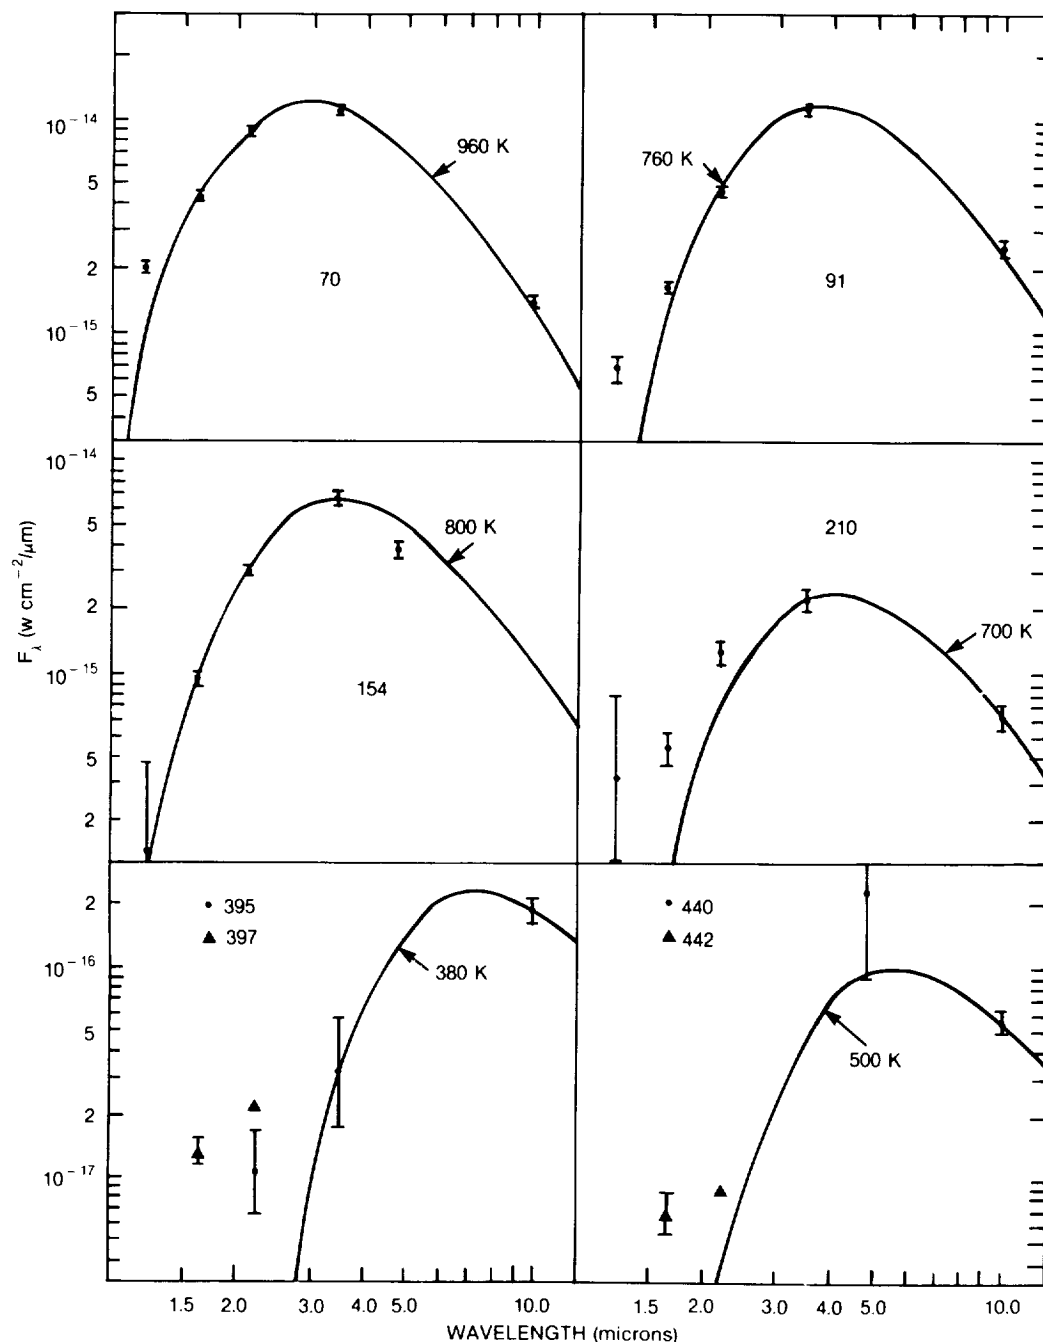 10⁻¹⁴
5
2
10⁻¹⁵
5
960 K
70
760 K
91
10⁻¹⁴
5
2
10⁻¹⁵
5
2
800 K
154
210
700 K
F_λ (w cm⁻²/μm)
2
10⁻¹⁶
5
2
10⁻¹⁷
• 395
▲ 397
380 K
• 440
▲ 442
500 K
1.5 2.0 3.0 4.0 5.0 10.0 1.5 2.0 3.0 4.0 5.0 10.0
WAVELENGTH (microns)